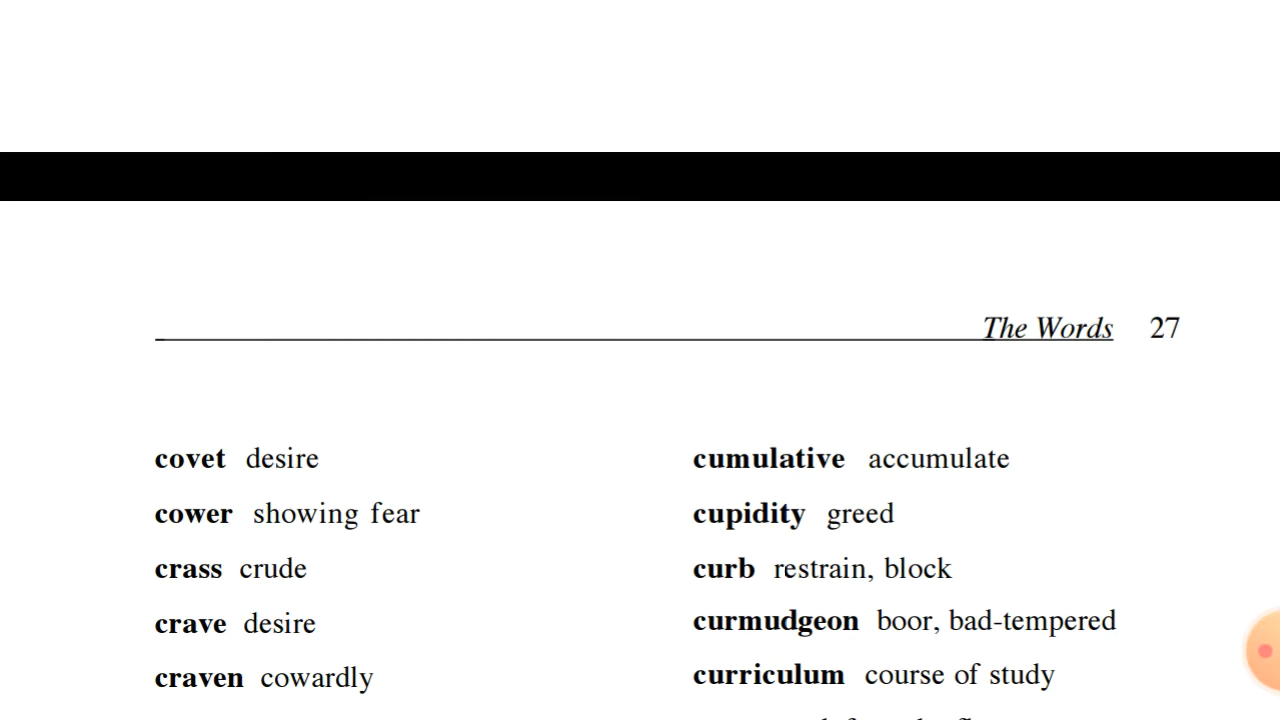 The Words 27
covet desire
cower showing fear
crass crude
crave desire
craven cowardly
cumulative accumulate
cupidity greed
curb restrain, block
curmudgeon boor, bad-tempered
curriculum course of study